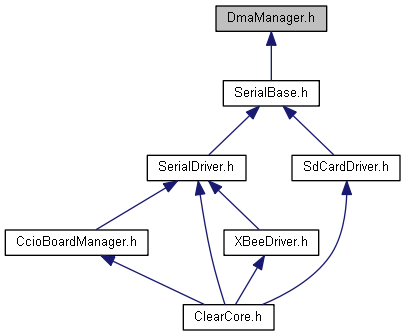 DmaManager.h
SerialBase.h
SerialDriver.h
SdCardDriver.h
CcioBoardManager.h
XBeeDriver.h
ClearCore.h